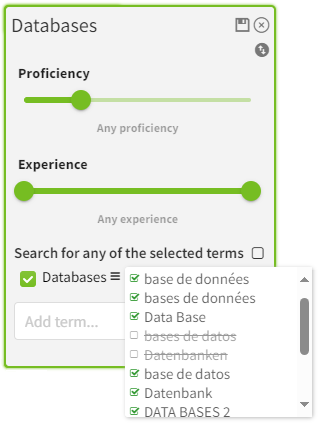 Databases
Proficiency
Any proficiency
Experience
Any experience
Search for any of the selected terms
Databases
base de données
bases de données
Data Base
bases de datos
Datenbanken
base de datos
Datenbank
DATA BASES 2
Add term...